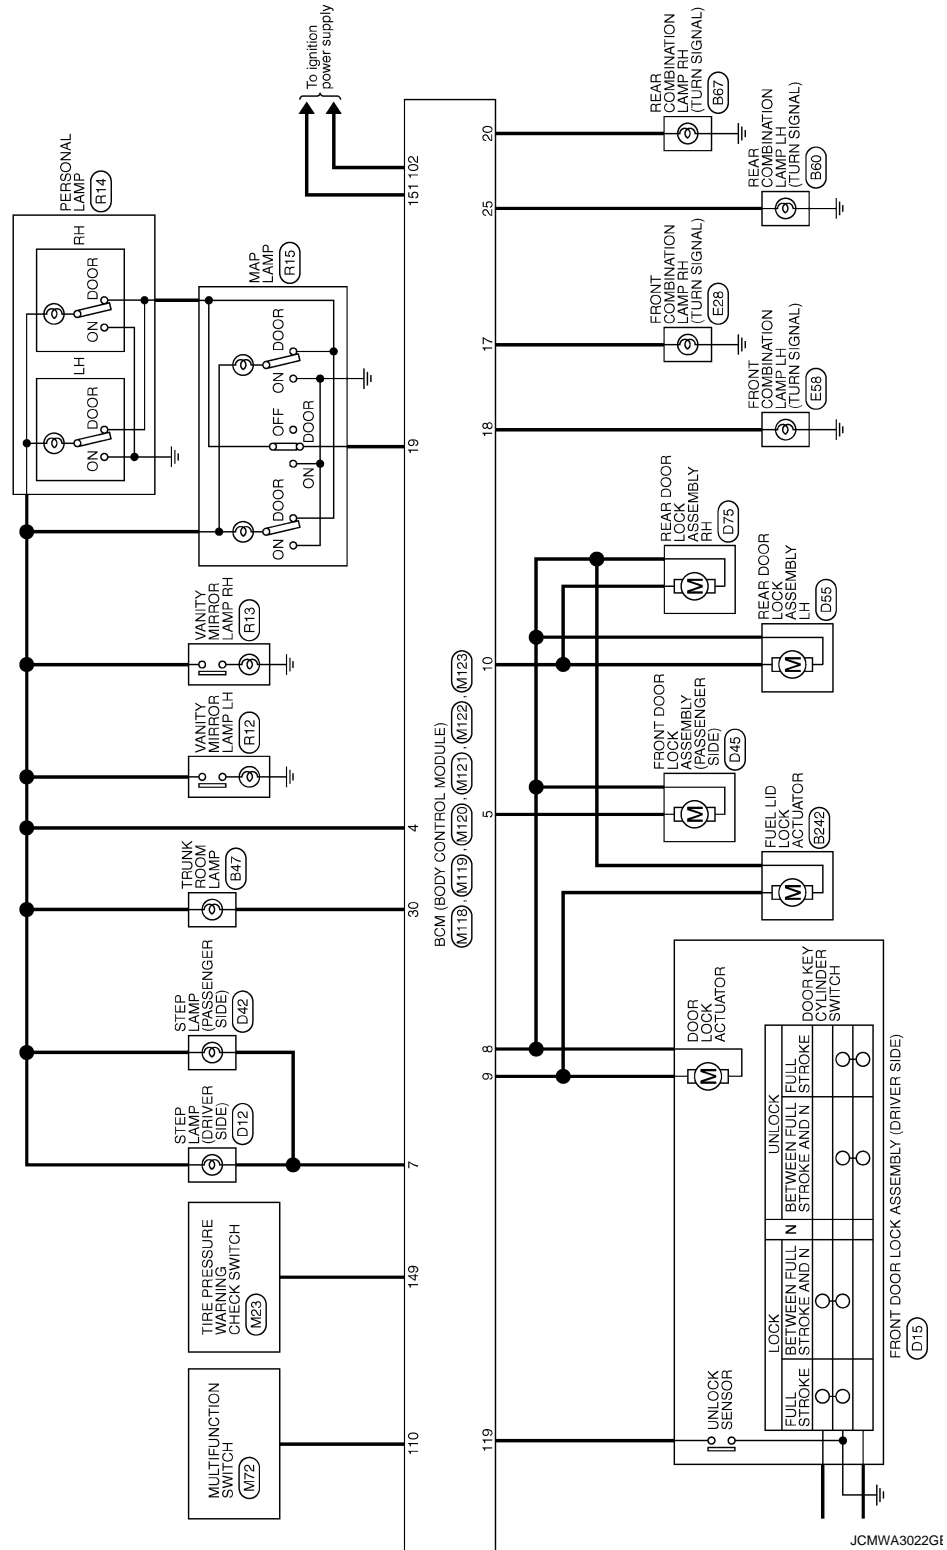 To ignition
power supply
PERSONAL
LAMP
R14
RH
DOOR
ON
LH
DOOR
ON
MAP
LAMP
R15
DOOR
ON
OFF
DOOR
ON
DOOR
ON
VANITY
MIRROR
LAMP RH
R13
VANITY
MIRROR
LAMP LH
R12
TRUNK
ROOM
LAMP
B47
STEP
LAMP
(PASSENGER
SIDE)
D42
STEP
LAMP
(DRIVER
SIDE)
D12
TIRE PRESSURE
WARNING
CHECK SWITCH
M23
MULTIFUNCTION
SWITCH
M72
102
151
19
4
30
7
149
110
BCM (BODY CONTROL MODULE)
M118 , M119 , M120 , M121 , M122 , M123
20
25
17
18
10
5
8
9
119
REAR
COMBINATION
LAMP RH
(TURN SIGNAL)
B67
REAR
COMBINATION
LAMP LH
(TURN SIGNAL)
B60
FRONT
COMBINATION
LAMP RH
(TURN SIGNAL)
E28
FRONT
COMBINATION
LAMP LH
(TURN SIGNAL)
E58
REAR DOOR
LOCK
ASSEMBLY
RH
D75
M
REAR DOOR
LOCK
ASSEMBLY
LH
D55
M
FRONT DOOR
LOCK
ASSEMBLY
(PASSENGER
SIDE)
D45
M
FUEL LID
LOCK
ACTUATOR
B242
M
DOOR
LOCK
ACTUATOR
M
DOOR KEY
CYLINDER
SWITCH
UNLOCK
FULL
STROKE
BETWEEN FULL
STROKE AND N
N
LOCK
BETWEEN FULL
STROKE AND N
FULL
STROKE
UNLOCK
SENSOR
FRONT DOOR LOCK ASSEMBLY (DRIVER SIDE)
D15
JCMWA3022GE